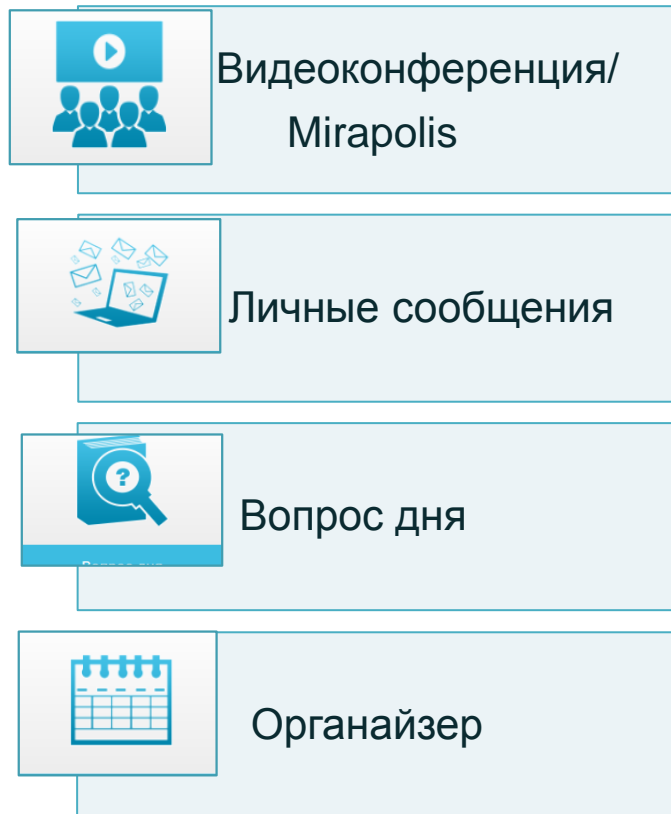 Видеоконференция/
Mirapolis
Личные сообщения
?
Вопрос дня
Органайзер